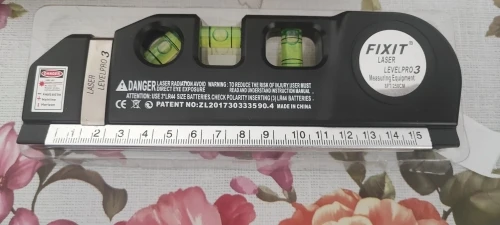 FIXIT
LASER
LEVELPRO 3
Measuring Equipment
LASER
LEVELPRO 3
DANGER
DANGER LASER RADIATION AVOID DIRECT EYE EXPOSURE
WARNING : TO REDUCE THE RISK OF INJURY USER MUST READ AND UNDERSTAND INSTRUCTION MANUAL
ATTENTION: USE 3*LR44 SIZE BATTERIES CHECK POLARITY INSERTING (3) LR44 BATTERIES .
CE PATENT NO:ZL201730333590.4 MADE IN CHINA
1 2 3 4 5 6 7 8 9 10 11 12 13 14 15